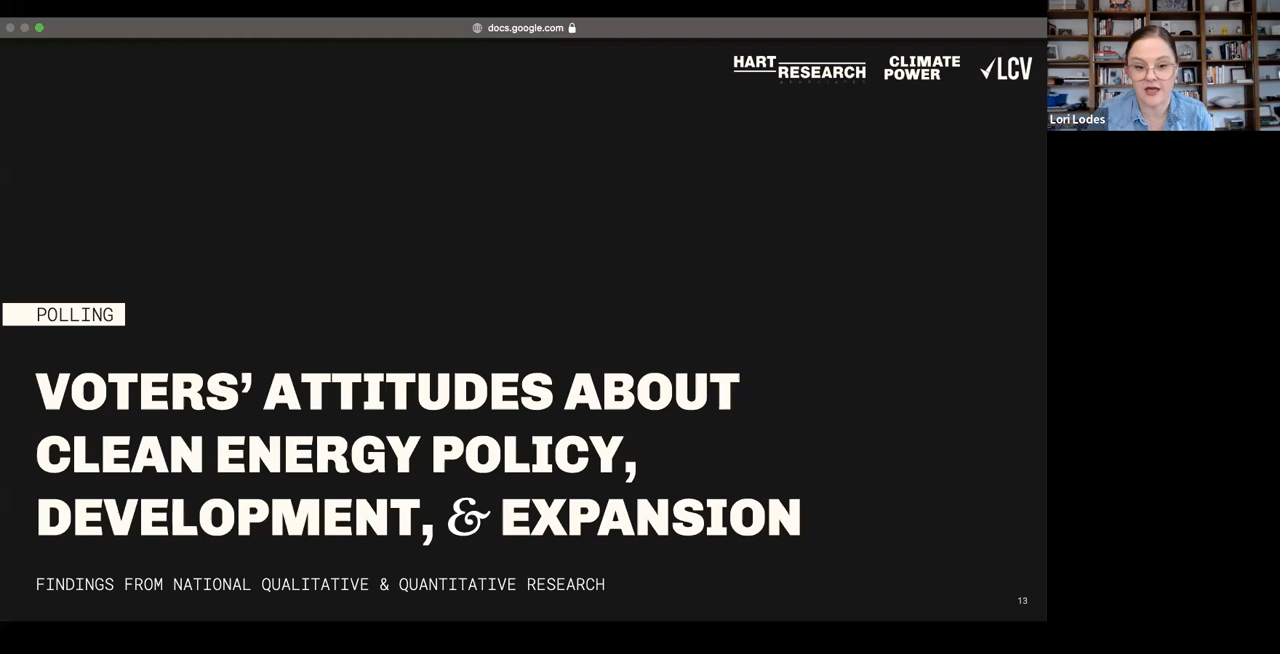 docs.google.com
HART
RESEARCH
CLIMATE
POWER
LCV
Lori Lodes
POLLING
VOTERS’ ATTITUDES ABOUT
CLEAN ENERGY POLICY,
DEVELOPMENT, & EXPANSION
FINDINGS FROM NATIONAL QUALITATIVE & QUANTITATIVE RESEARCH
13